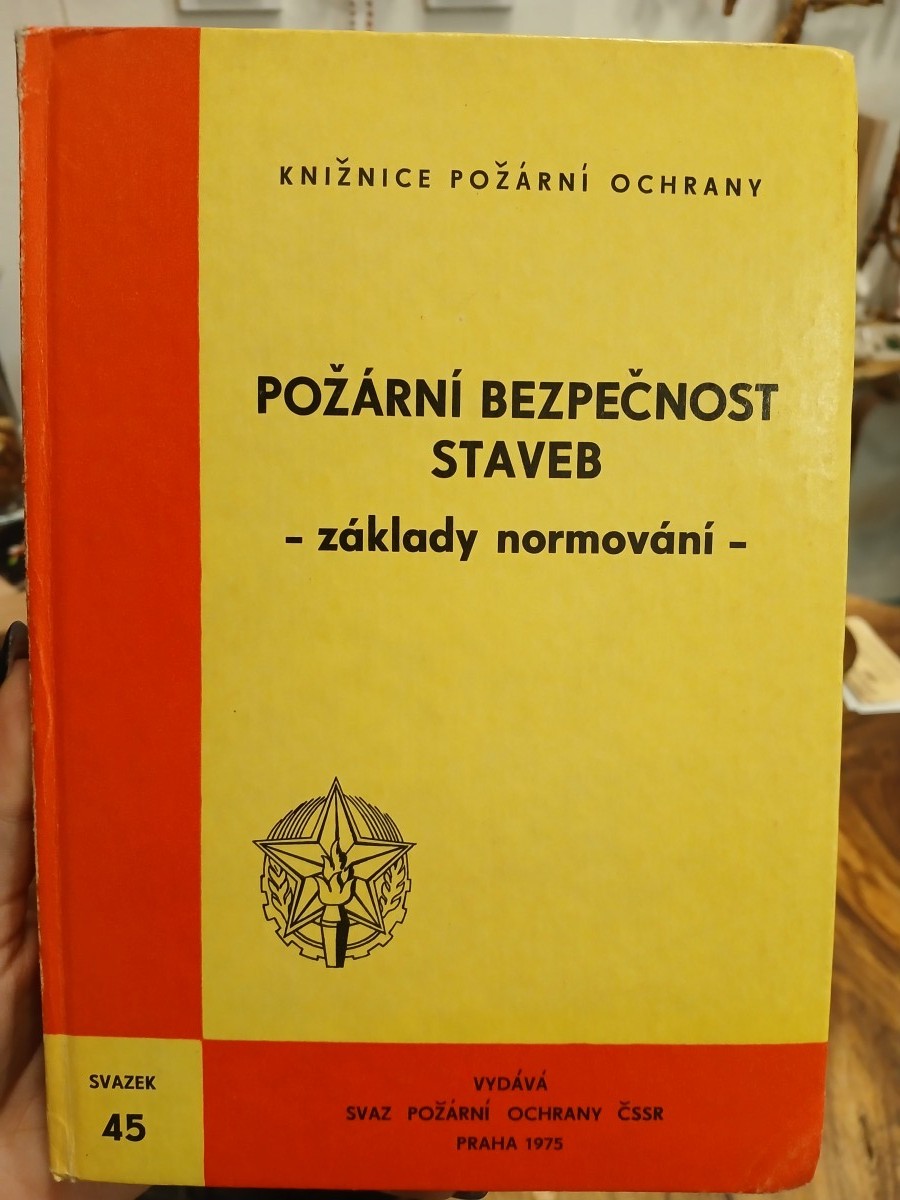 KNIŽNICE POŽÁRNÍ OCHRANY
POŽÁRNÍ BEZPEČNOST
STAVEB
- základy normování -
SVAZEK
45
VYDÁVÁ
SVAZ POŽÁRNÍ OCHRANY ČSSR
PRAHA 1975